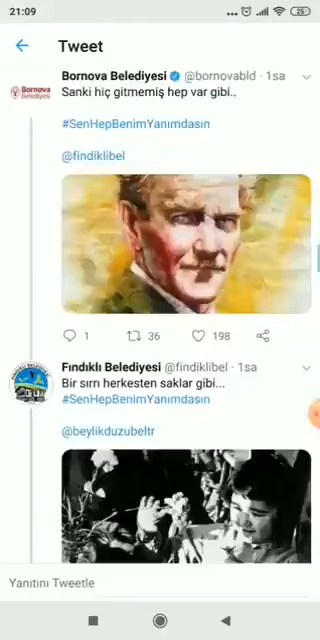 21:09
25
Tweet
Bornova Belediyesi @bornovabld · 1sa
Sanki hiç gitmemiş hep var gibi..
#SenHepBenimYanımdasın
@findiklibel
Bornova
Belediyesi
1 36 198
Fındıklı Belediyesi @findiklibel · 1sa
Bir sırrı herkesten saklar gibi...
#SenHepBenimYanımdasın
@beylikduzubeltr
Yanıtını Tweetle